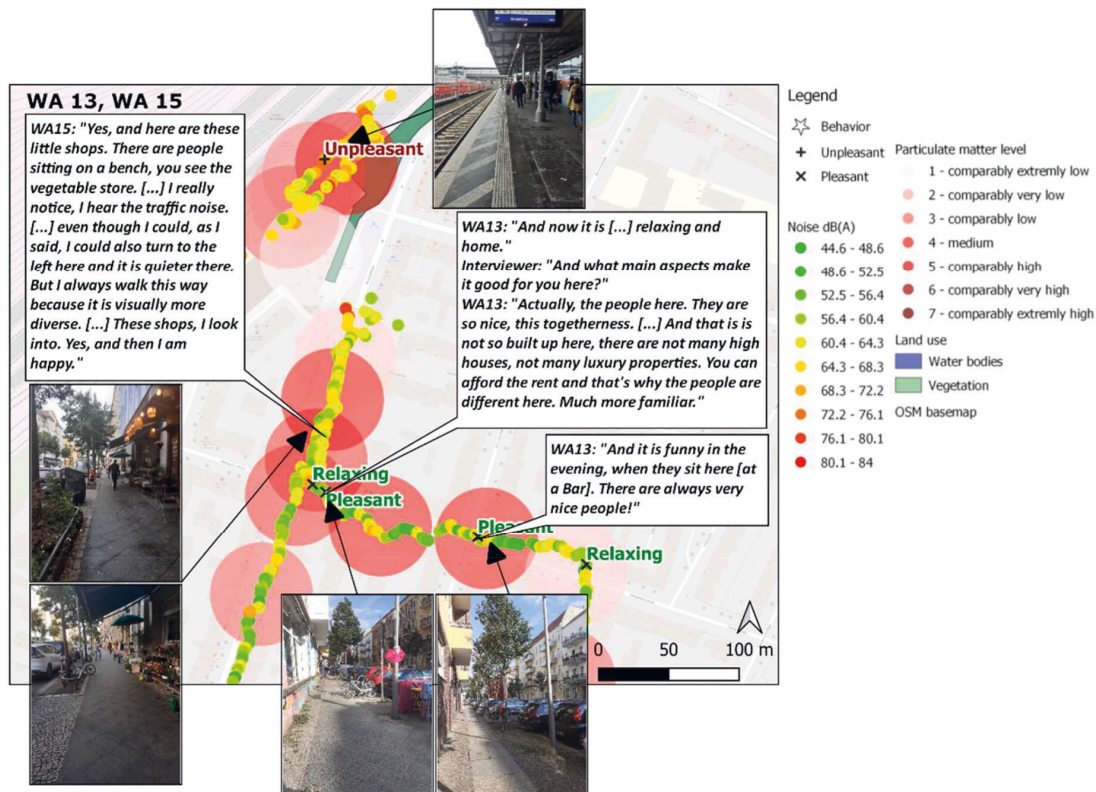 WA 13, WA 15
WA15: "Yes, and here are these
little shops. There are people
sitting on a bench, you see the
vegetable store. [...] I really
notice, I hear the traffic noise.
[...] even though I could, as I
said, I could also turn to the
left here and it is quieter there.
But I always walk this way
because it is visually more
diverse. [...] These shops, I look
into. Yes, and then I am
happy."
Unpleasant
WA13: "And now it is [...] relaxing and
home."
Interviewer: "And what main aspects make
it good for you here?"
WA13: "Actually, the people here. They are
so nice, this togetherness. [...] And that is is
not so built up here, there are not many high
houses, not many luxury properties. You can
afford the rent and that's why the people are
different here. Much more familiar."
WA13: "And it is funny in the
evening, when they sit here [at
a Bar]. There are always very
nice people!"
Relaxing
Pleasant
Pleasant
Relaxing
0 50 100 m
Legend
Behavior
Unpleasant
Pleasant
Noise dB(A)
44.6 - 48.6
48.6 - 52.5
52.5 - 56.4
56.4 - 60.4
60.4 - 64.3
64.3 - 68.3
68.3 - 72.2
72.2 - 76.1
76.1 - 80.1
80.1 - 84
Particulate matter level
1 - comparably extremly low
2 - comparably very low
3 - comparably low
4 - medium
5 - comparably high
6 - comparably very high
7 - comparably extremly high
Land use
Water bodies
Vegetation
OSM basemap